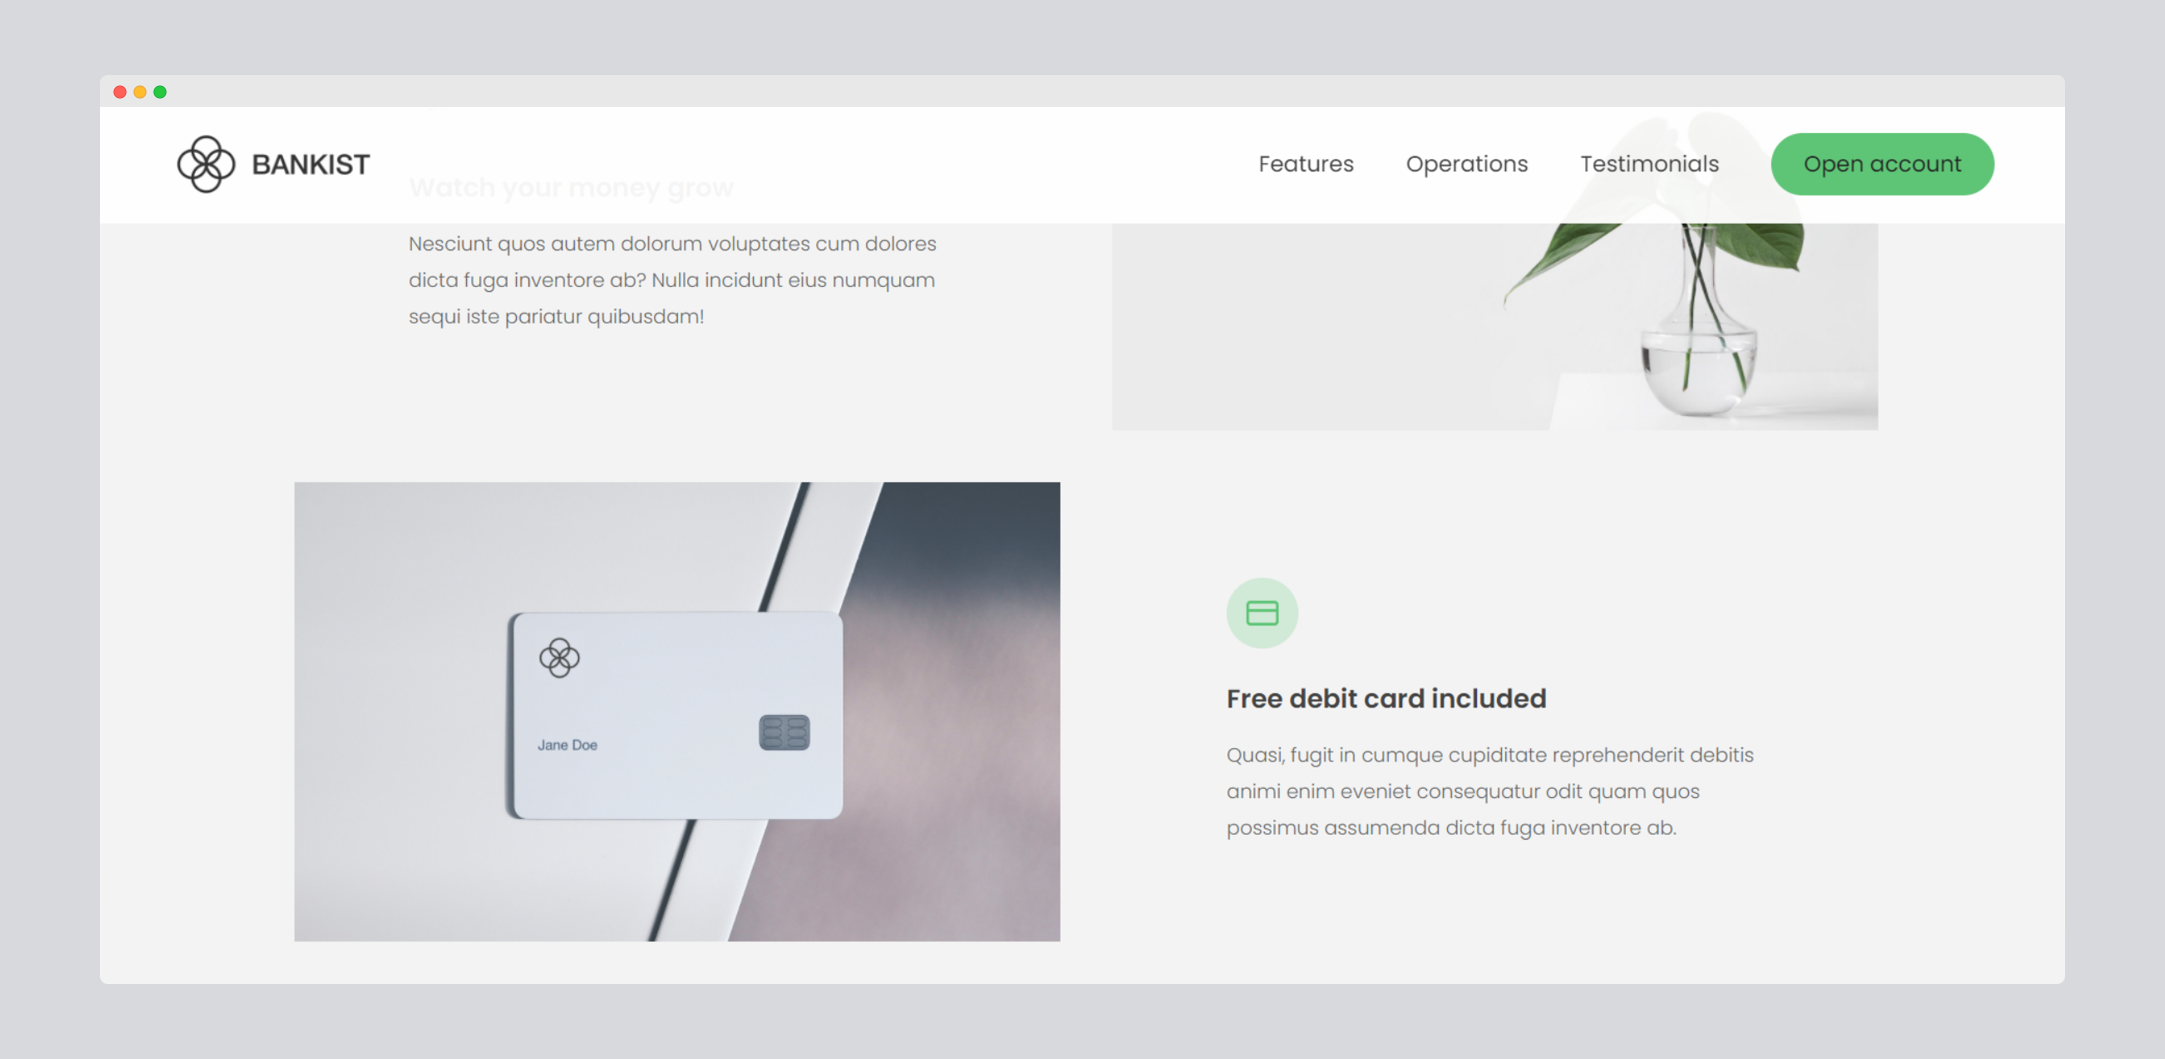 BANKIST
Features
Operations
Testimonials
Open account
Watch your money grow
Nesciunt quos autem dolorum voluptates cum dolores
dicta fuga inventore ab? Nulla incidunt eius numquam
sequi iste pariatur quibusdam!
Jane Doe
Free debit card included
Quasi, fugit in cumque cupiditate reprehenderit debitis
animi enim eveniet consequatur odit quam quos
possimus assumenda dicta fuga inventore ab.